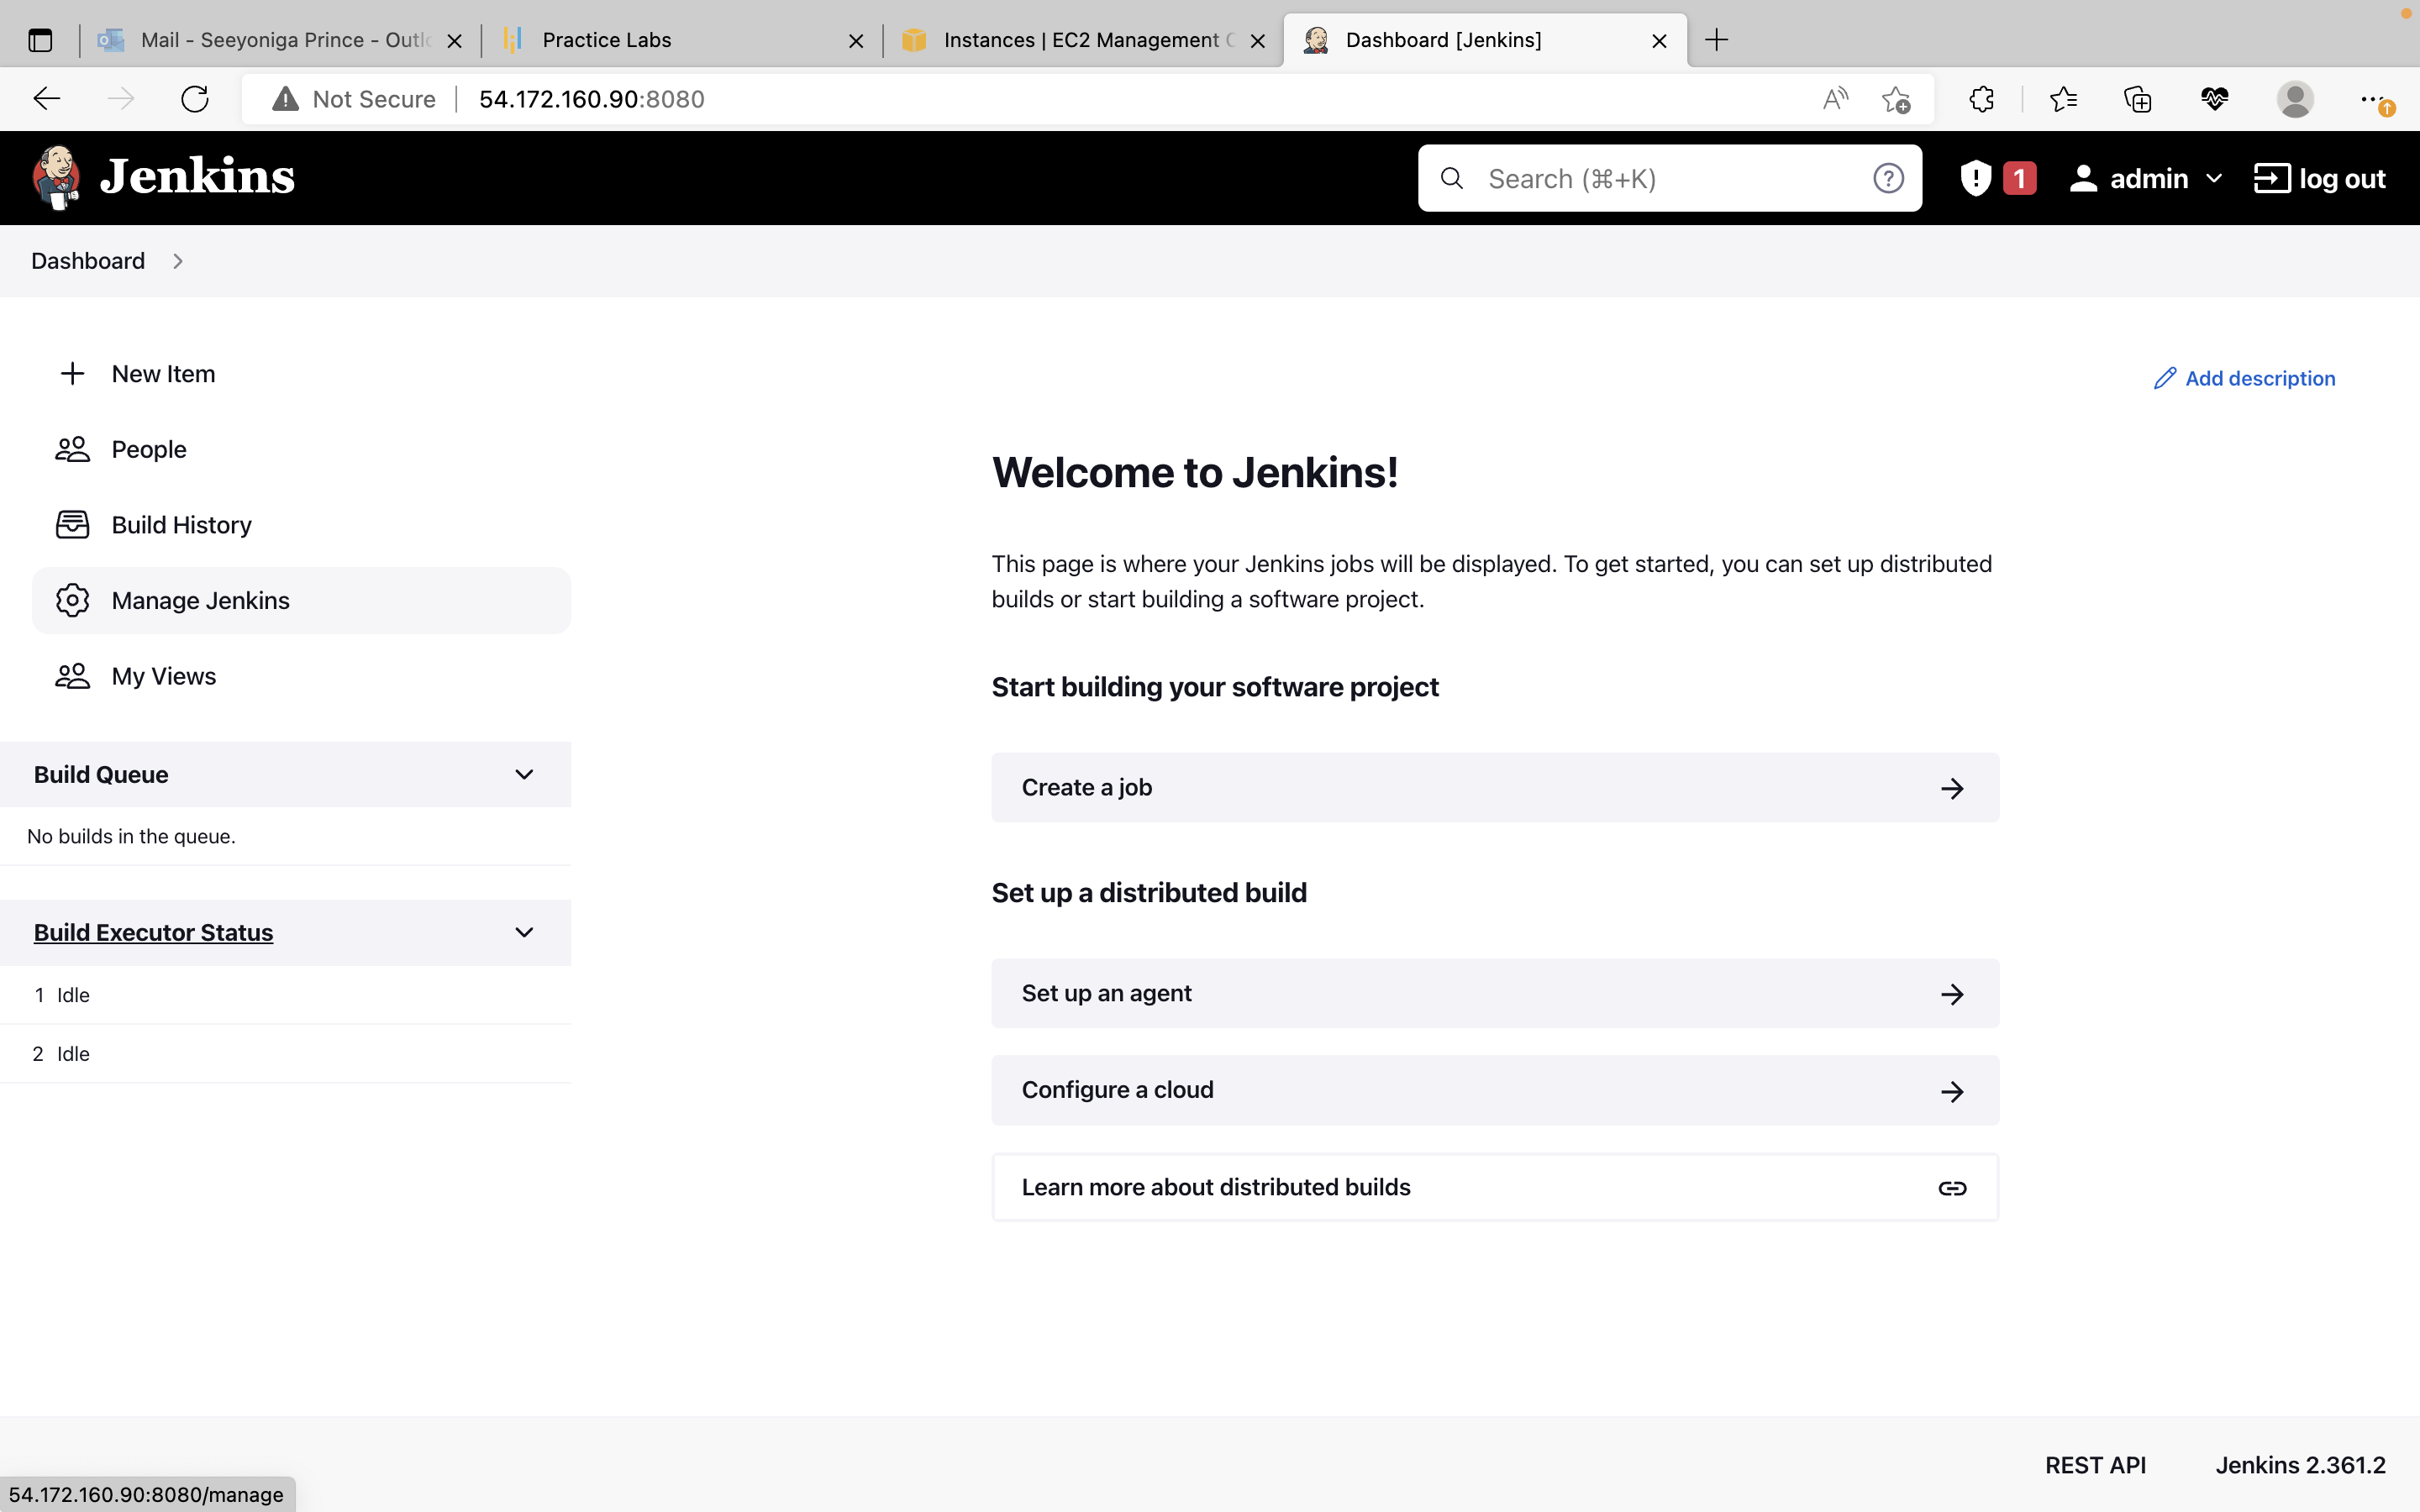 Mail - Seeyoniga Prince - Outlo
Practice Labs
Instances | EC2 Management C
Dashboard [Jenkins]
Not Secure
54.172.160.90:8080
Jenkins
Search (⌘+K)
1
admin
log out
Dashboard
New Item
People
Build History
Manage Jenkins
My Views
Build Queue
No builds in the queue.
Build Executor Status
1 Idle
2 Idle
Add description
Welcome to Jenkins!
This page is where your Jenkins jobs will be displayed. To get started, you can set up distributed
builds or start building a software project.
Start building your software project
Create a job
Set up a distributed build
Set up an agent
Configure a cloud
Learn more about distributed builds
REST API
Jenkins 2.361.2
54.172.160.90:8080/manage